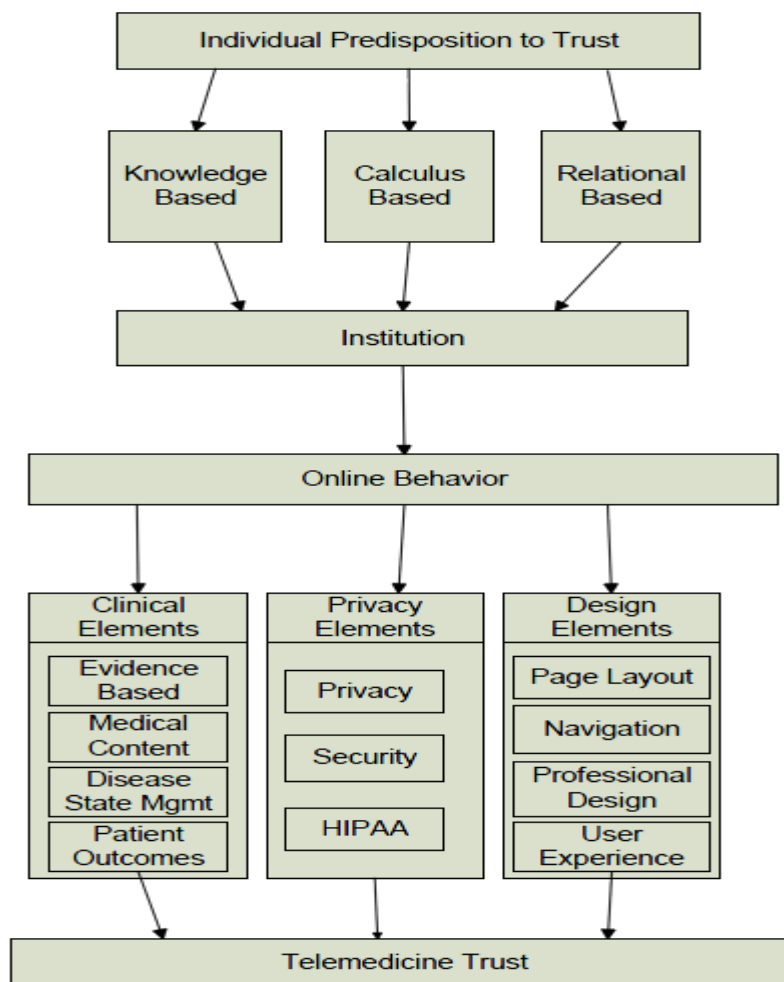 Individual Predisposition to Trust
Knowledge
Based
Calculus
Based
Relational
Based
Institution
Online Behavior
Clinical
Elements
Evidence
Based
Medical
Content
Disease
State Mgmt
Patient
Outcomes
Privacy
Elements
Privacy
Security
HIPAA
Design
Elements
Page Layout
Navigation
Professional
Design
User
Experience
Telemedicine Trust